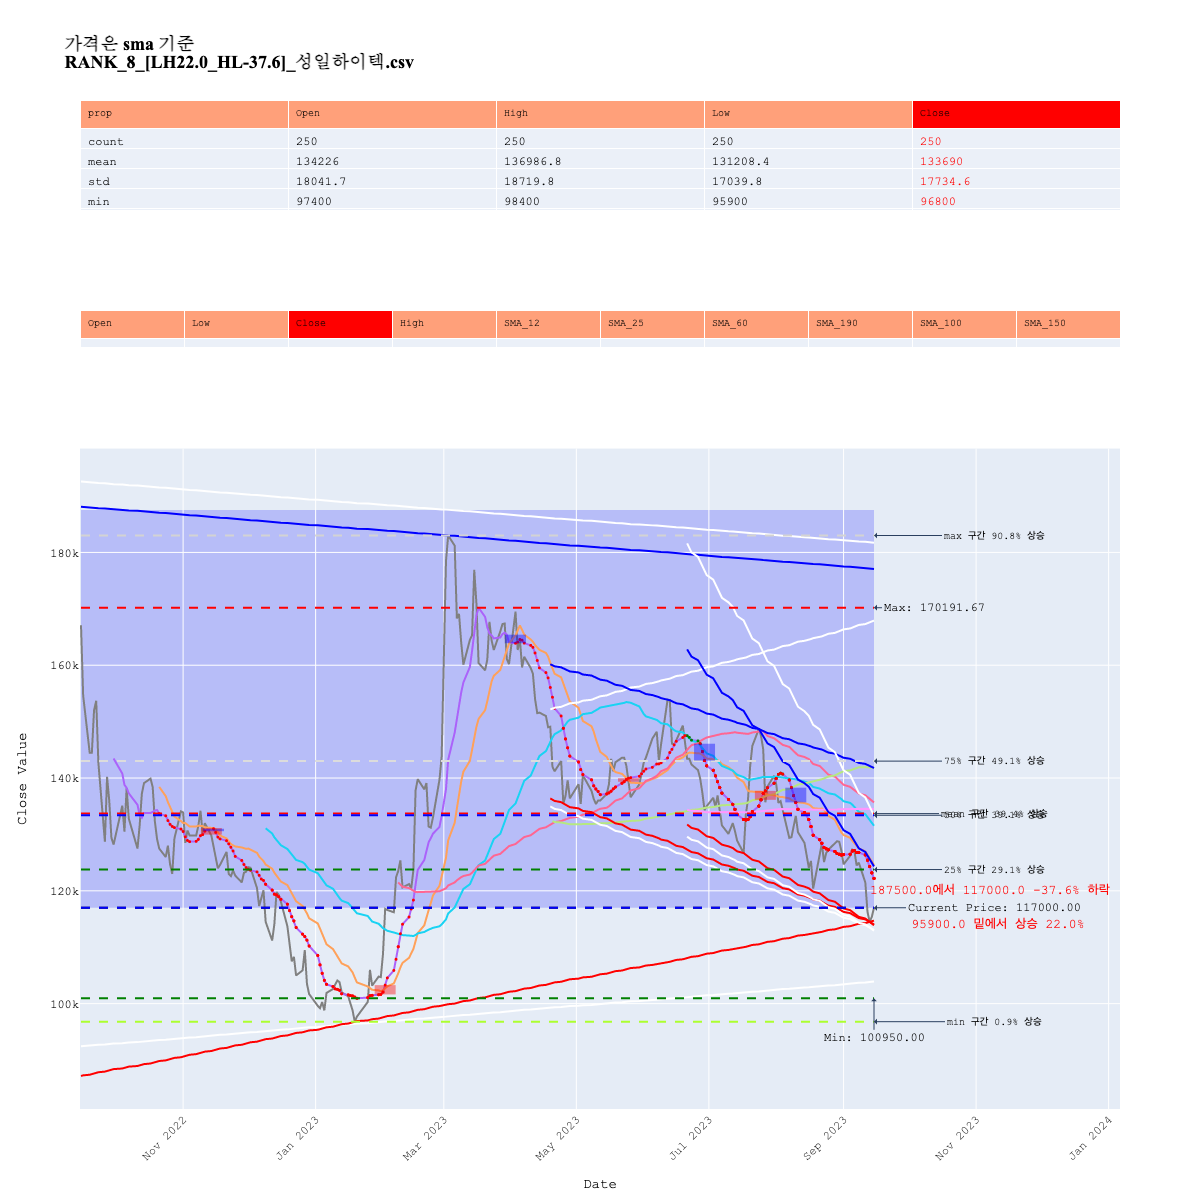 가격은 sma 기준
RANK_8_[LH22.0_HL-37.6]_성일하이텍.csv
prop Open High Low Close
count 250 250 250 250
mean 134226 136986.8 131208.4 133690
std 18041.7 18719.8 17039.8 17734.6
min 97400 98400 95900 96800
Open Low Close High SMA_12 SMA_25 SMA_60 SMA_190 SMA_100 SMA_150
max 구간 90.8% 상승
180k
Max: 170191.67
160k
Close Value
75% 구간 49.1% 상승
140k
25% 구간 29.1% 상승
120k
187500.0에서 117000.0 -37.6% 하락
Current Price: 117000.00
95900.0 밑에서 상승 22.0%
100k
min 구간 0.9% 상승
Min: 100950.00
Nov 2022
Jan 2023
Mar 2023
May 2023
Jul 2023
Sep 2023
Nov 2023
Jan 2024
Date